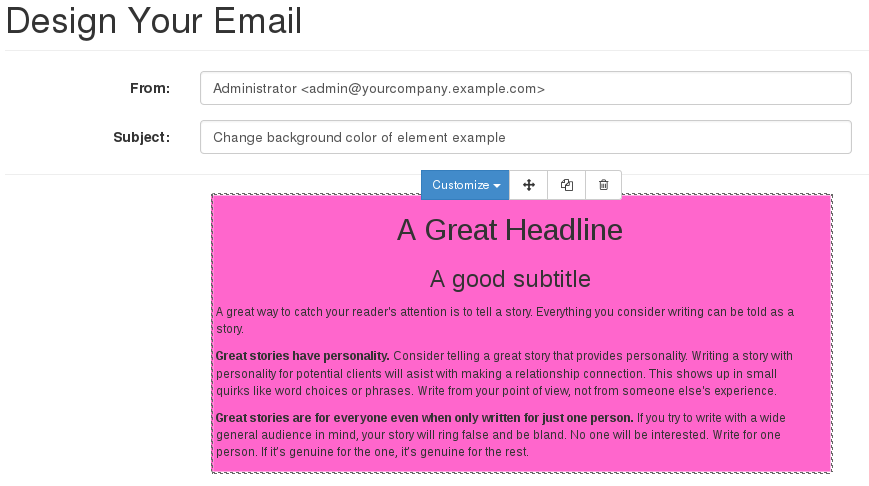 Design Your Email
From: Administrator <admin@yourcompany.example.com>
Subject: Change background color of element example
Customize
A Great Headline
A good subtitle
A great way to catch your reader's attention is to tell a story. Everything you consider writing can be told as a
story.
Great stories have personality. Consider telling a great story that provides personality. Writing a story with
personality for potential clients will asist with making a relationship connection. This shows up in small
quirks like word choices or phrases. Write from your point of view, not from someone else's experience.
Great stories are for everyone even when only written for just one person. If you try to write with a wide
general audience in mind, your story will ring false and be bland. No one will be interested. Write for one
person. If it's genuine for the one, it's genuine for the rest.